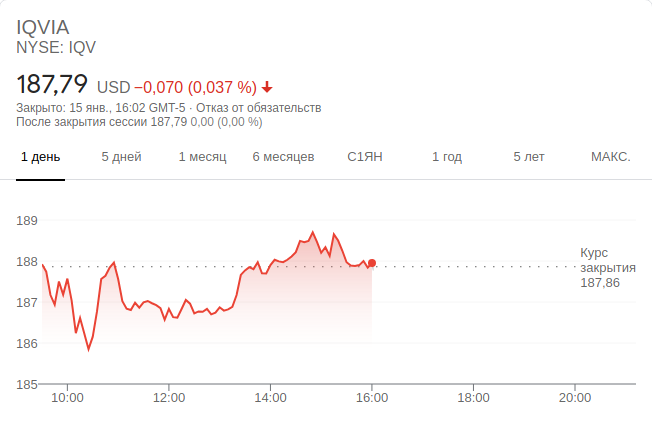 IQVIA
NYSE: IQV
187,79 USD −0,070 (0,037 %)
Закрыто: 15 янв., 16:02 GMT-5 · Отказ от обязательств
После закрытия сессии 187,79 0,00 (0,00 %)
1 день 5 дней 1 месяц 6 месяцев С1ЯН 1 год 5 лет МАКС.
189
188
187
186
185
Курс
закрытия
187,86
10:00 12:00 14:00 16:00 18:00 20:00